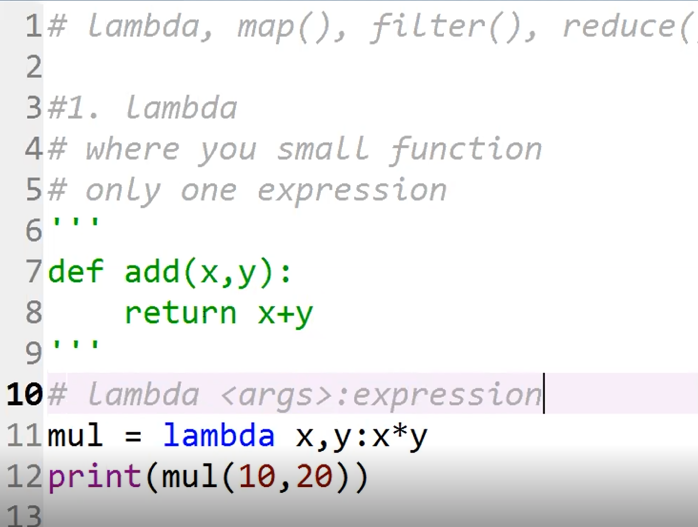 1# lambda, map(), filter(), reduce(
2
3#1. lambda
4# where you small function
5# only one expression
6'''
7def add(x,y):
8    return x+y
9'''
10# lambda <args>:expression
11mul = lambda x,y:x*y
12print(mul(10,20))
13